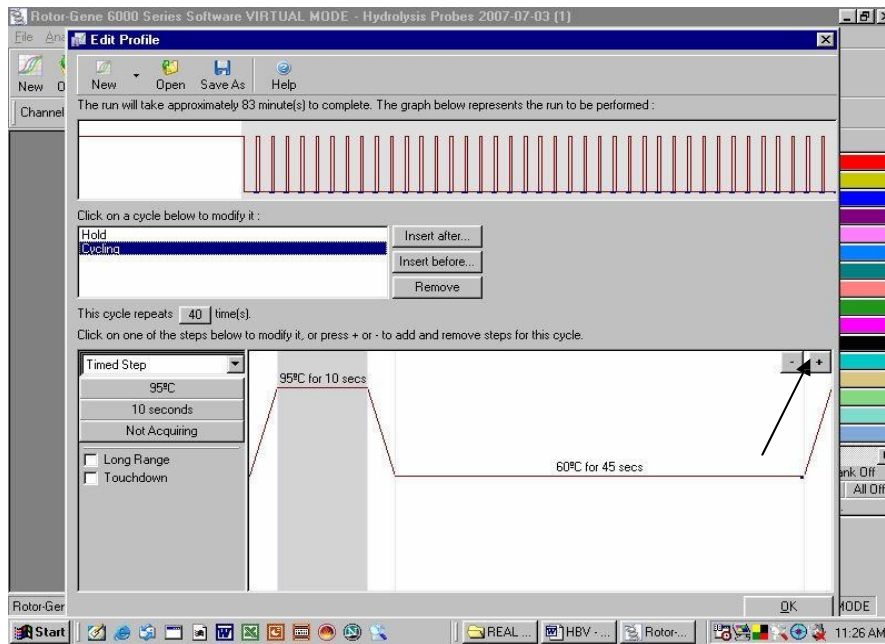 Rotor-Gene 6000 Series Software VIRTUAL MODE - Hydrolysis Probes 2007-07-03 (1)
File
Edit Profile
New
New Open Save As Help
Channel
The run will take approximately 83 minute(s) to complete. The graph below represents the run to be performed :
Click on a cycle below to modify it :
Hold
Cycling
Insert after...
Insert before...
Remove
This cycle repeats 40 time(s).
Click on one of the steps below to modify it, or press + or - to add and remove steps for this cycle.
Timed Step
- +
95ºC
95ºC for 10 secs
10 seconds
Not Acquiring
Long Range
Touchdown
60ºC for 45 secs
Off
All Off
OK
Rotor-Ger
MODE
Start
REAL ...
HBV - ...
Rotor-...
11:26 AM